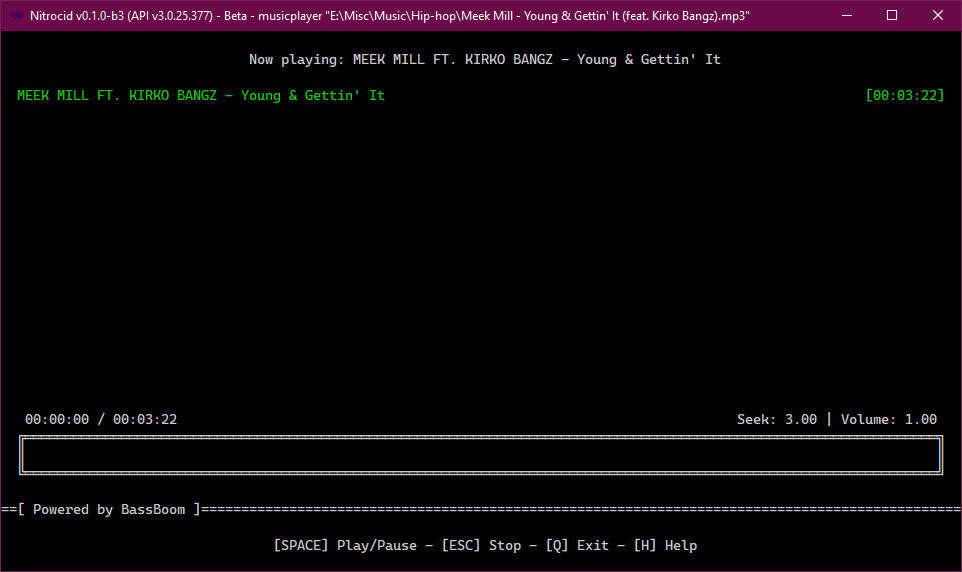 Nitrocid v0.1.0-b3 (API v3.0.25.377) - Beta - musicplayer "E:\Misc\Music\Hip-hop\Meek Mill - Young & Gettin' It (feat. Kirko Bangz).mp3"
Now playing: MEEK MILL FT. KIRKO BANGZ - Young & Gettin' It
MEEK MILL FT. KIRKO BANGZ - Young & Gettin' It [00:03:22]
00:00:00 / 00:03:22 Seek: 3.00 | Volume: 1.00
==[ Powered by BassBoom ]===============================================================================================
[SPACE] Play/Pause - [ESC] Stop - [Q] Exit - [H] Help